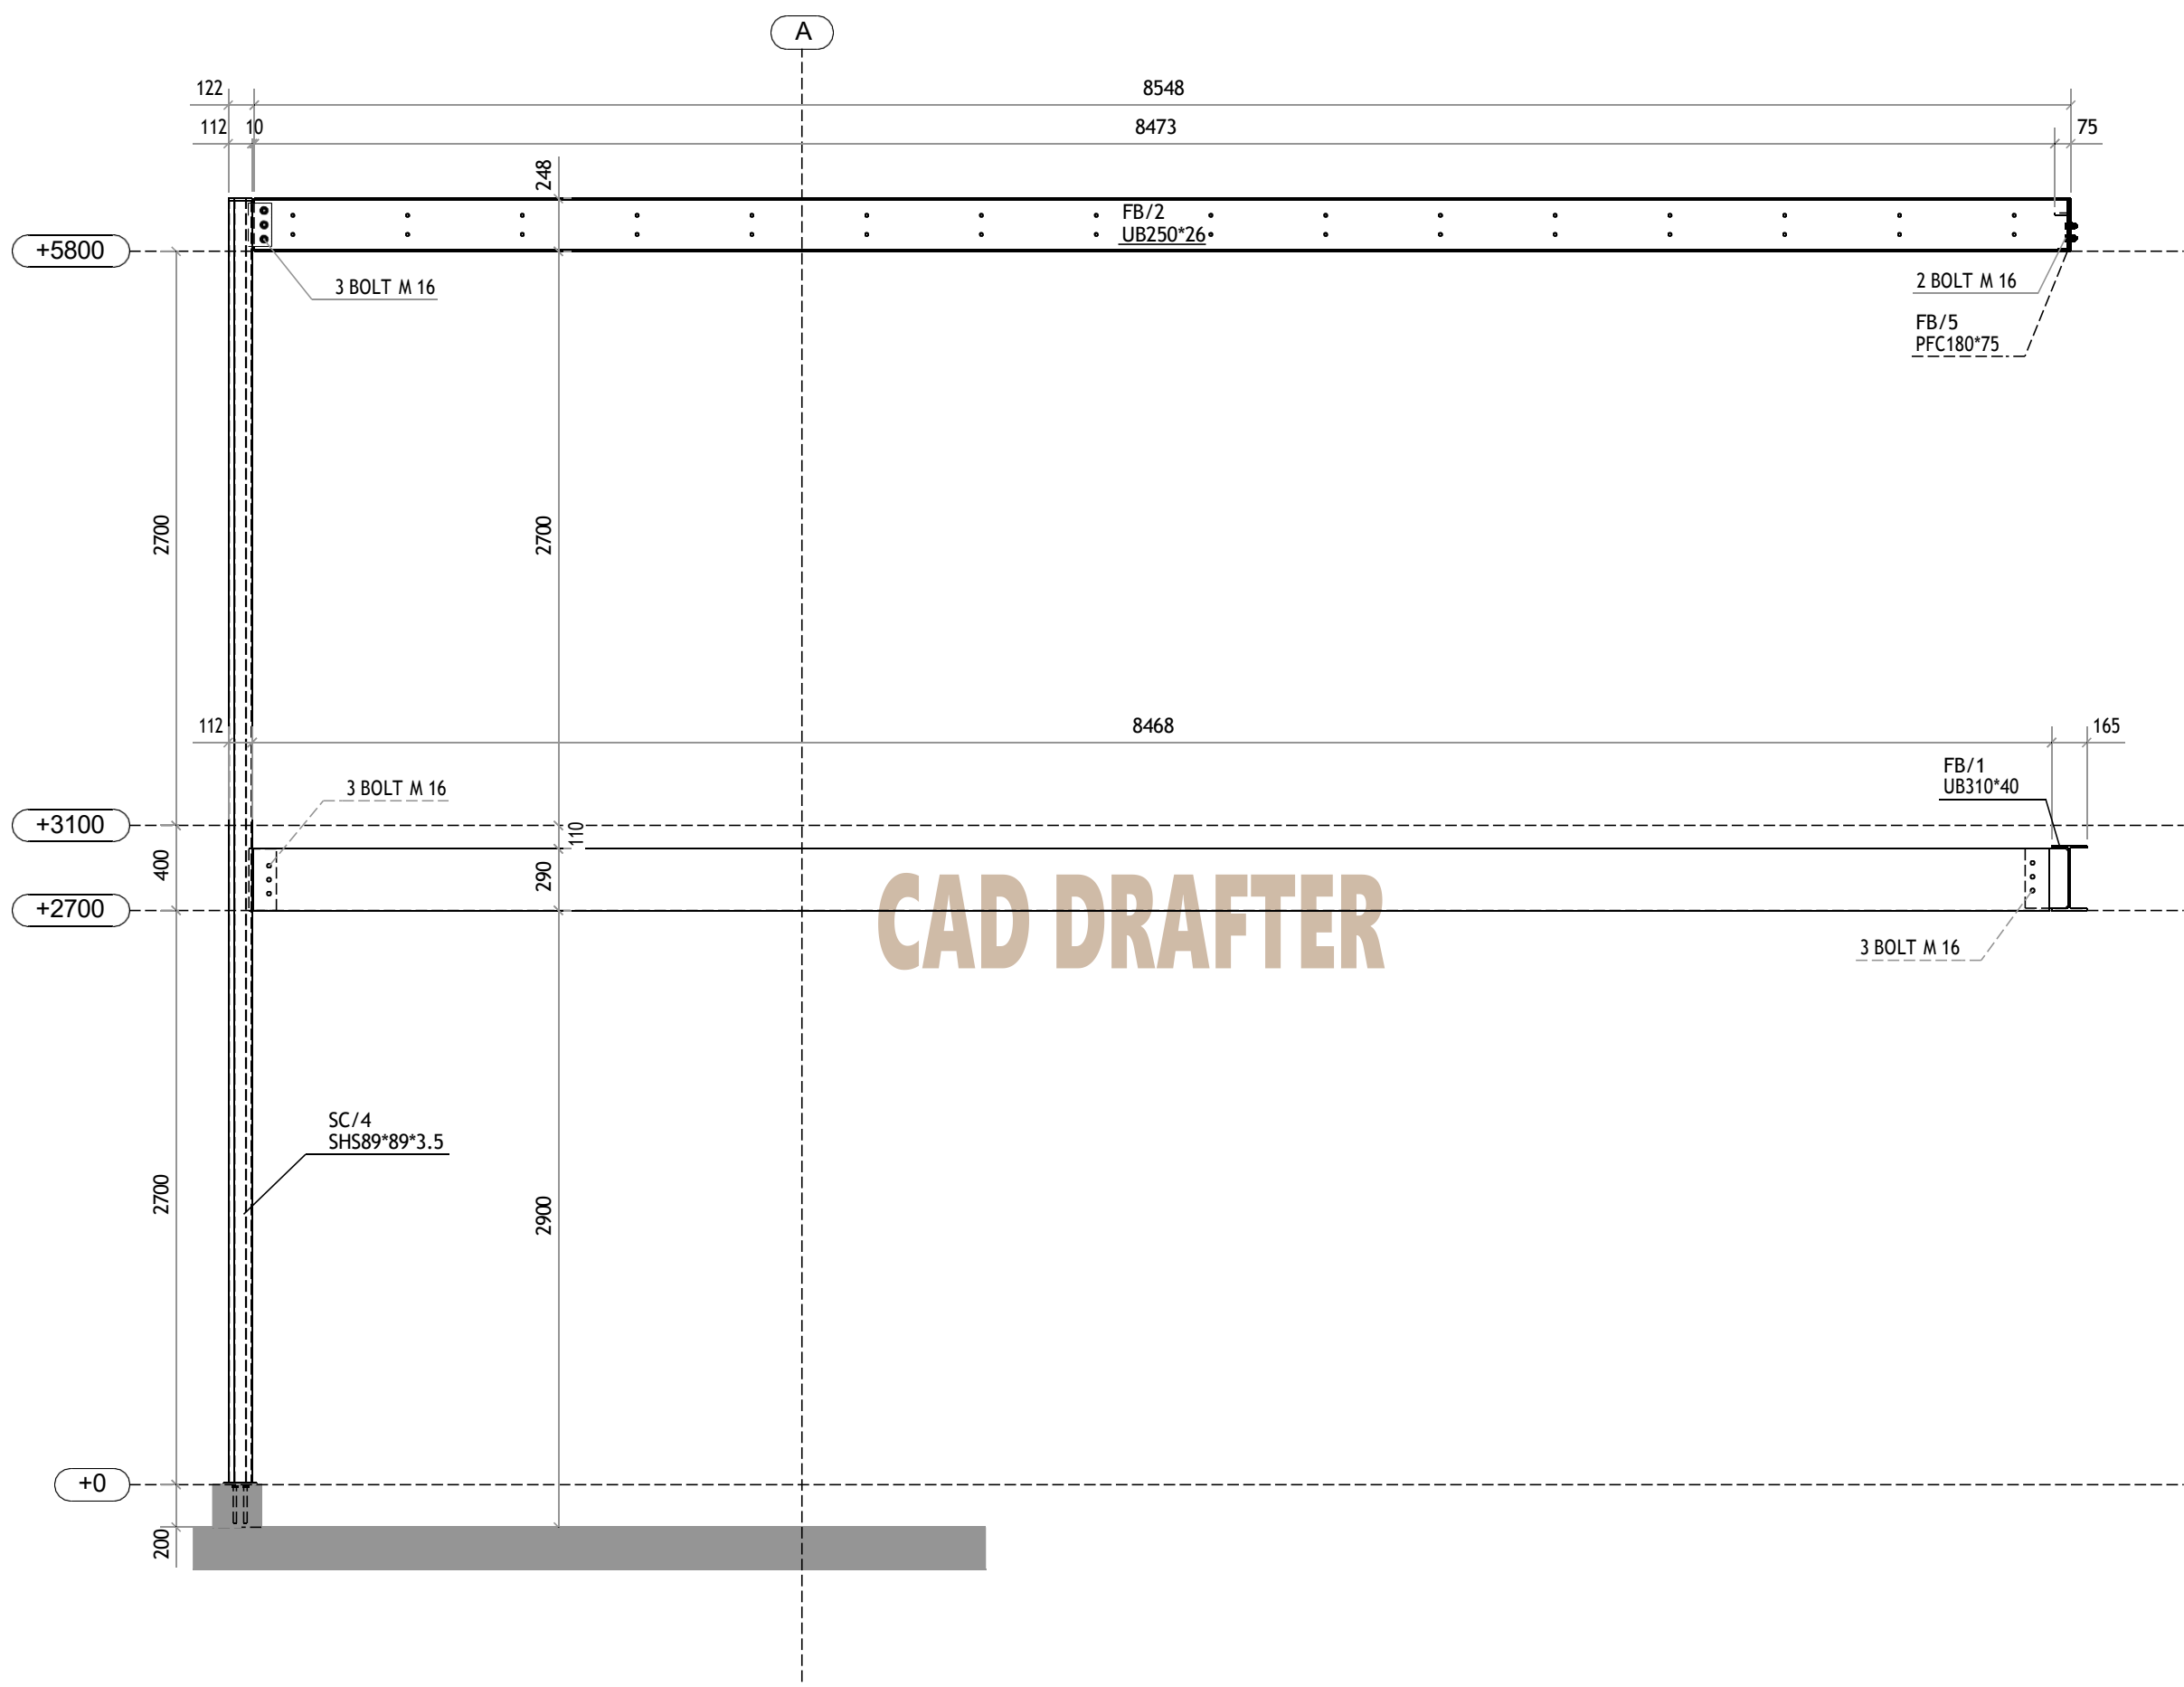 A
122
8548
112
10
8473
75
248
FB/2
UB250*26
+5800
3 BOLT M 16
2 BOLT M 16
FB/5
PFC180*75
2700
2700
112
8468
165
FB/1
UB310*40
3 BOLT M 16
+3100
110
400
290
CAD DRAFTER
+2700
3 BOLT M 16
SC/4
SHS89*89*3.5
2700
2900
+0
200